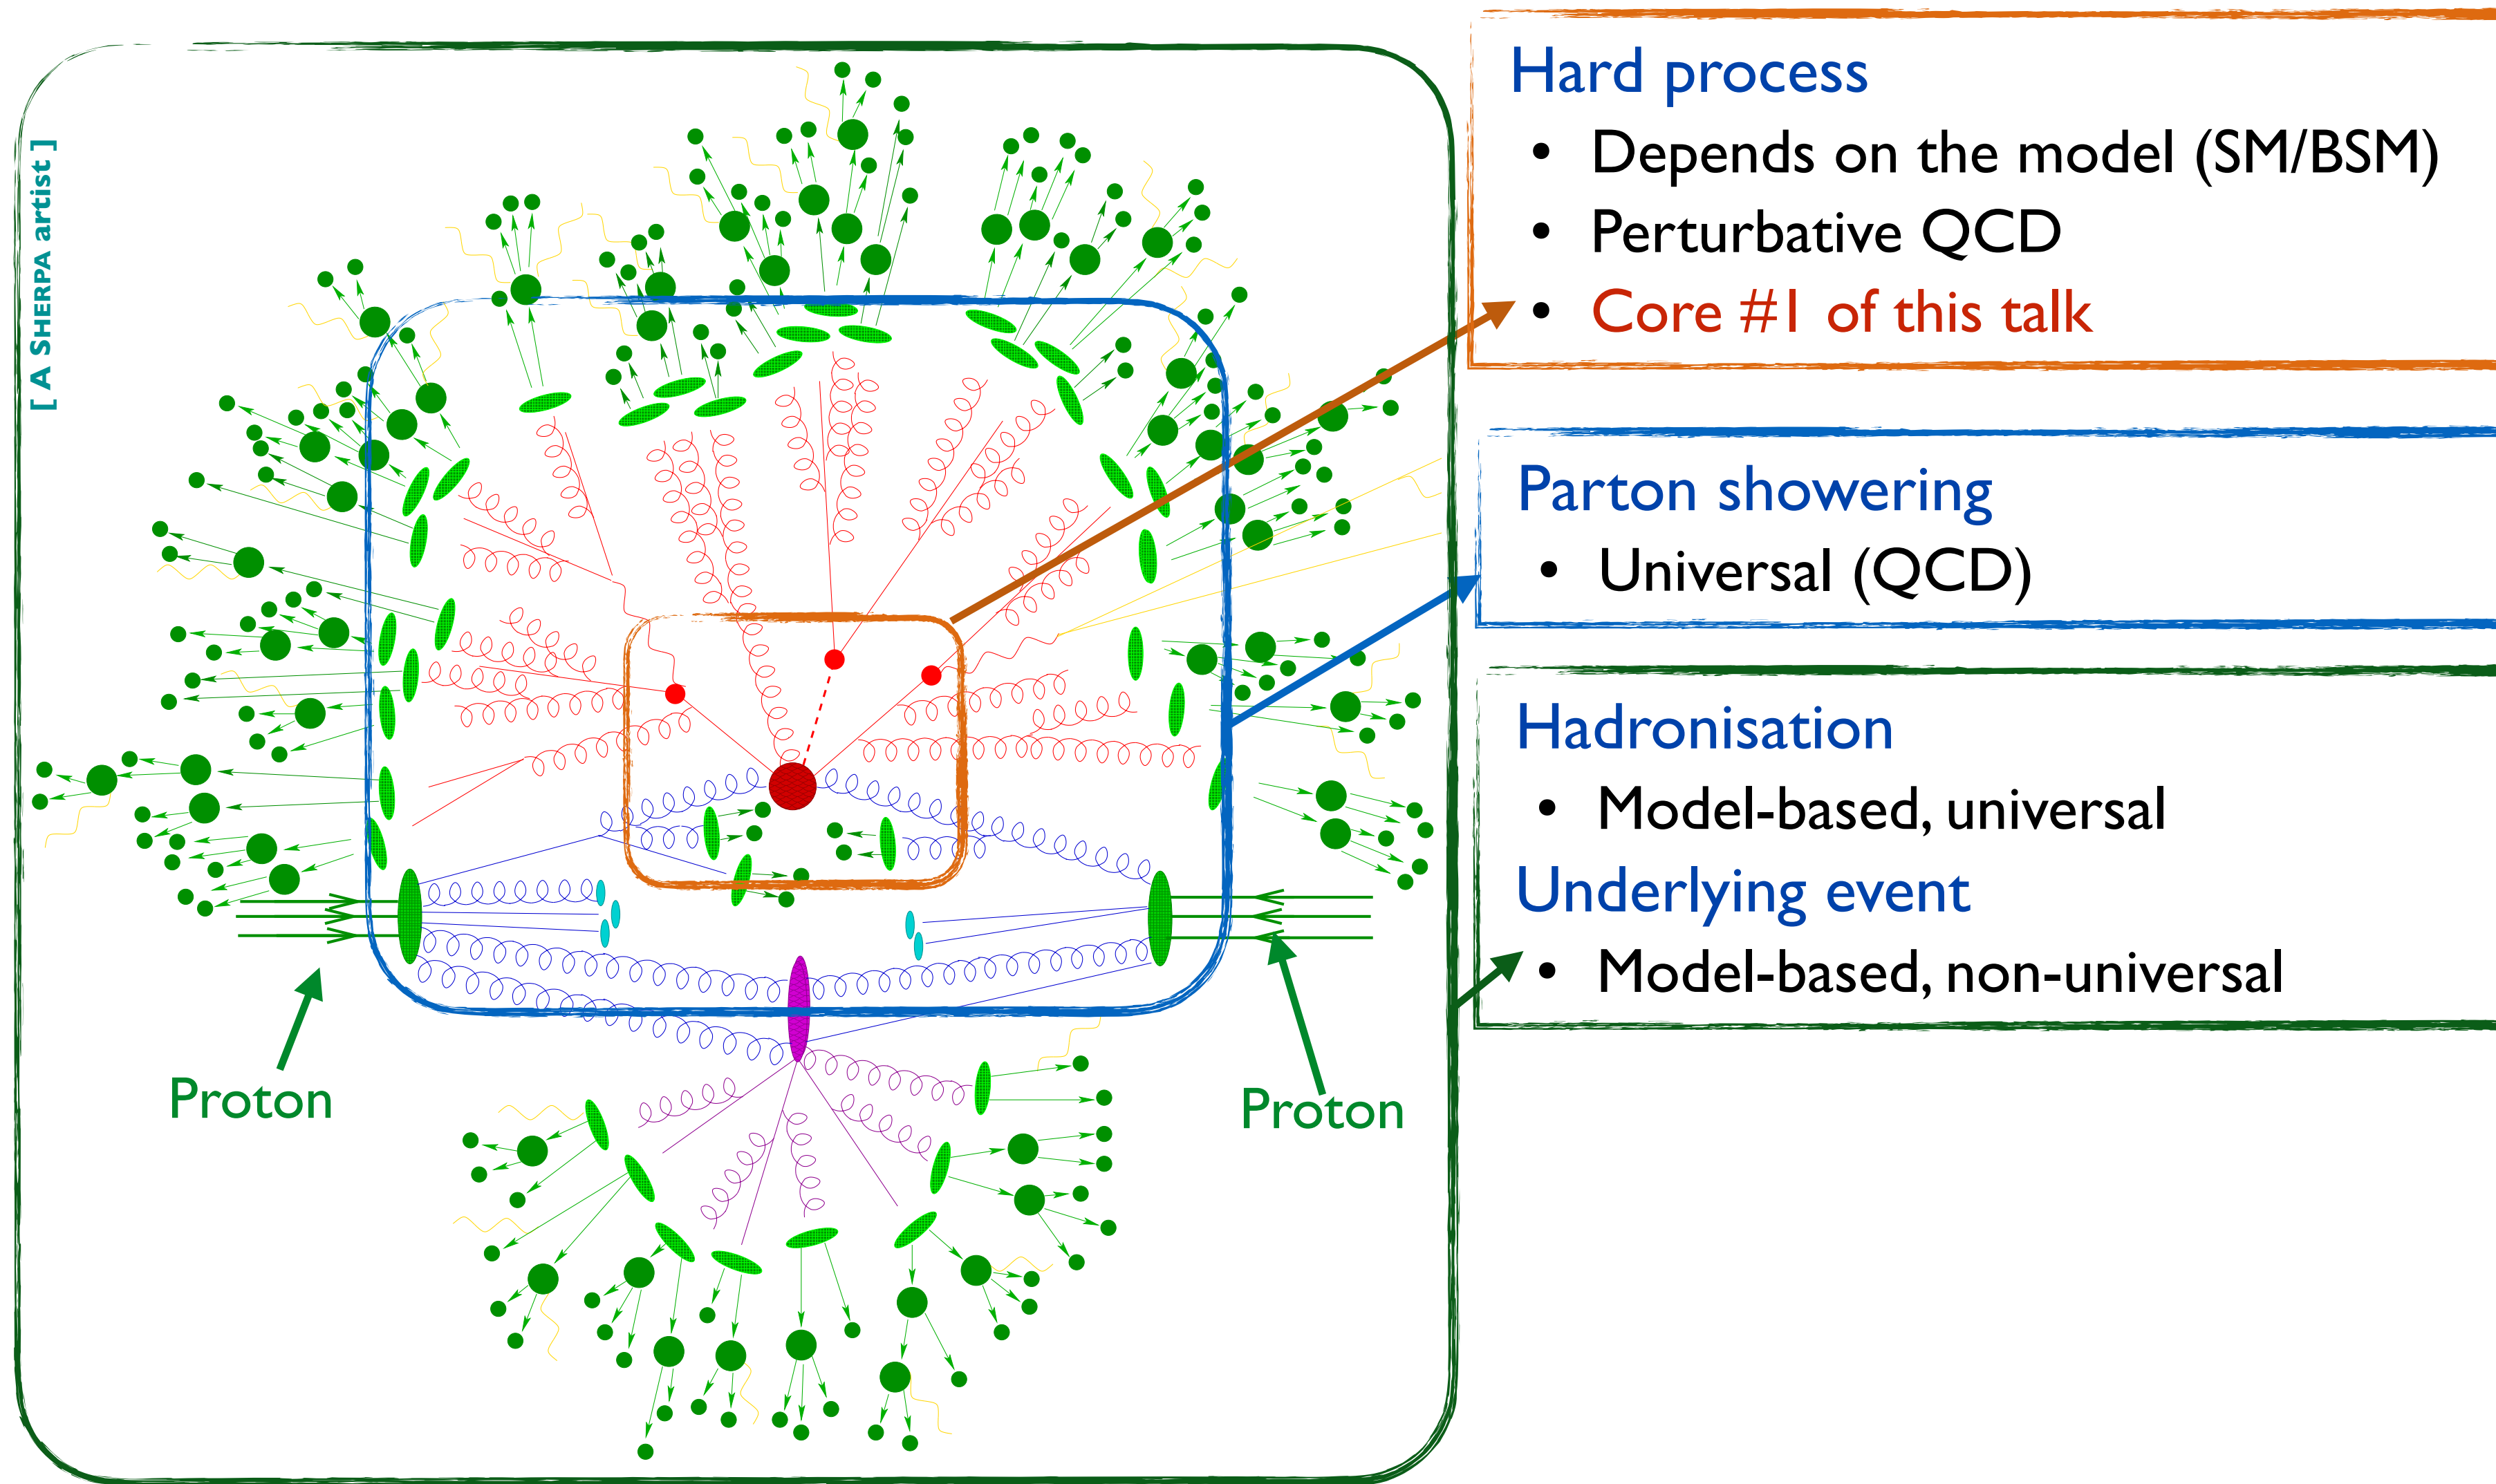 [ A SHERPA artist ]
Hard process
• Depends on the model (SM/BSM)
• Perturbative QCD
• Core #1 of this talk
Parton showering
• Universal (QCD)
Hadronisation
• Model-based, universal
Underlying event
• Model-based, non-universal
Proton
Proton